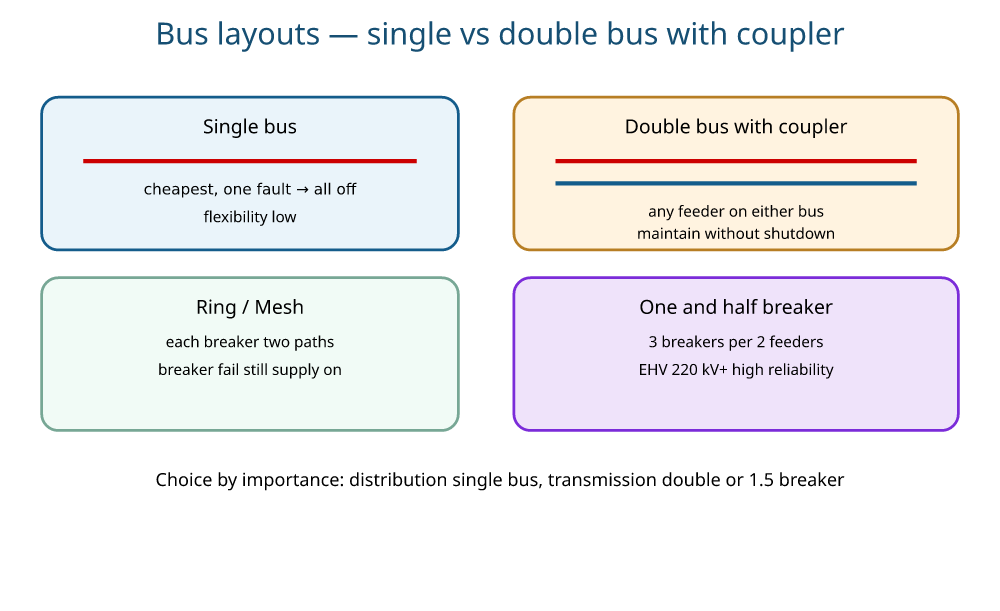 Bus layouts — single vs double bus with coupler
Single bus
cheapest, one fault → all off
flexibility low
Double bus with coupler
any feeder on either bus
maintain without shutdown
Ring / Mesh
each breaker two paths
breaker fail still supply on
One and half breaker
3 breakers per 2 feeders
EHV 220 kV+ high reliability
Choice by importance: distribution single bus, transmission double or 1.5 breaker